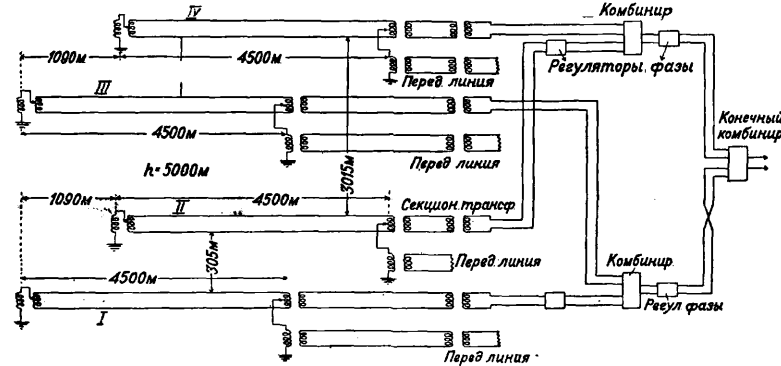 IV
Комбинир
1090м
4500м
Регуляторы, фазы
Перед. линия
III
Конечный комбинир.
4500м
Перед линия
h = 5000м
3015м
1090м
4500м
II
Секцион. трансф.
305м
Перед. линия
Комбинир.
4500м
Регул фазы
I
Перед линия